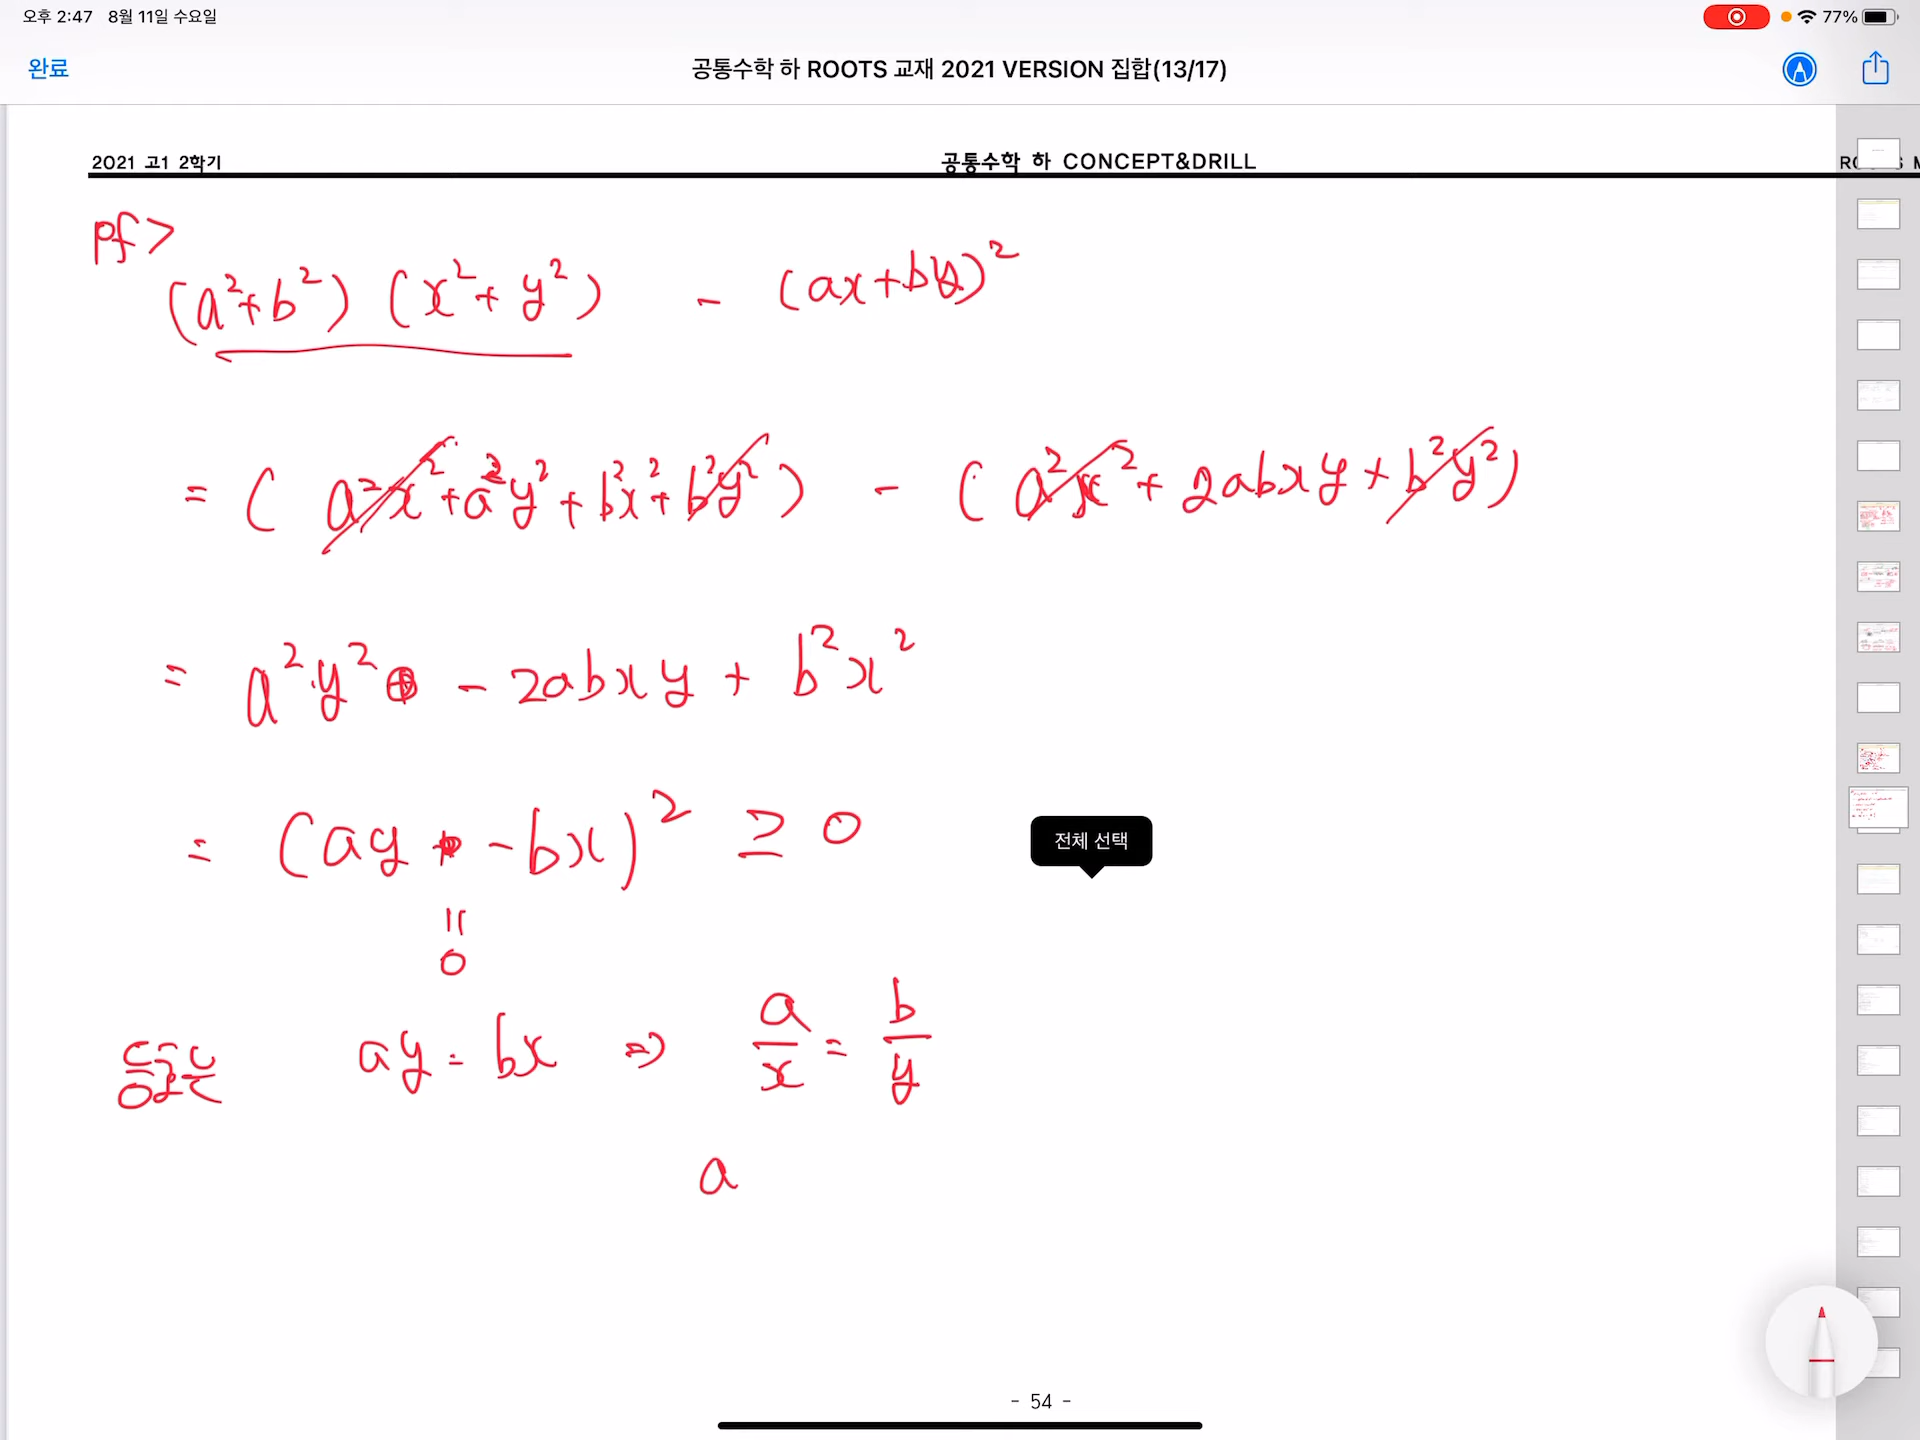 오후 2:47 8월 11일 수요일
77%
완료
공통수학 하 ROOTS 교재 2021 VERSION 집합(13/17)
2021 고1 2학기
공통수학 하 CONCEPT&DRILL
pf>
(a²+b²) (x²+y²) - (ax+by)²
= ( a²x²+a²y²+b²x²+b²y² ) - ( a²x²+2abxy+b²y²)
= a²y² - 2abxy + b²x²
= (ay - bx)² ≥ 0
전체 선택
=
0
ay = bx ⇒ a/x = b/y
a
- 54 -